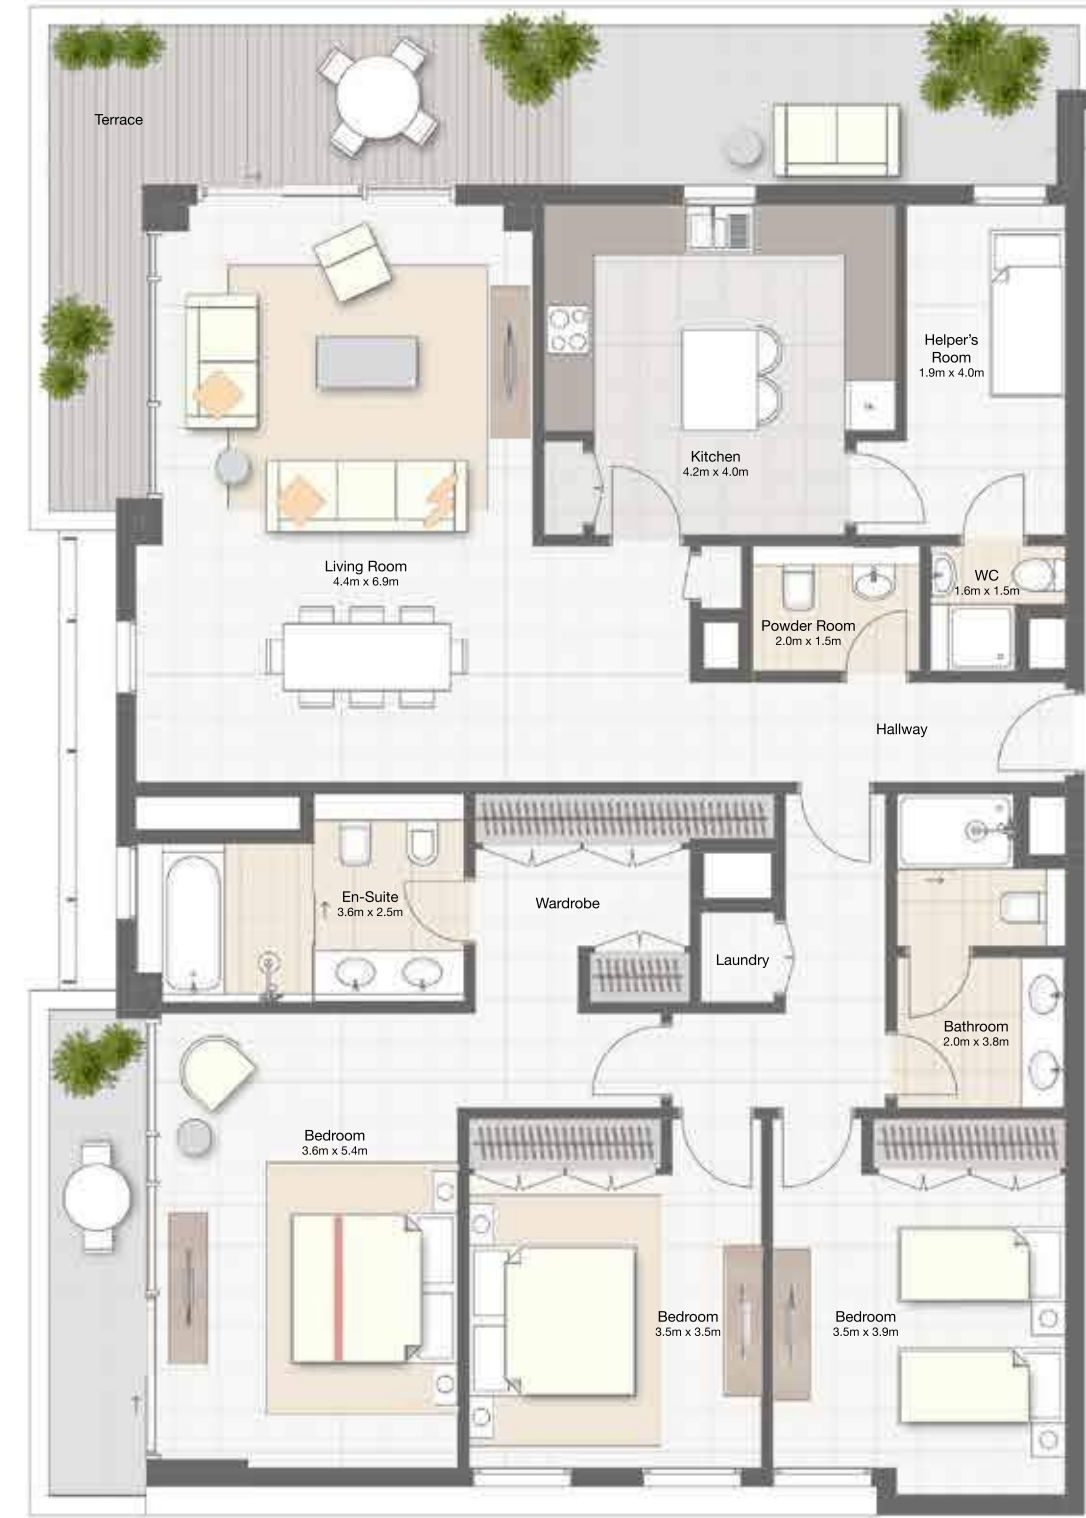 Terrace
Helper's
Room
1.9m x 4.0m
Kitchen
4.2m x 4.0m
Living Room
4.4m x 6.9m
WC
1.6m x 1.5m
Powder Room
2.0m x 1.5m
Hallway
En-Suite
3.6m x 2.5m
Wardrobe
Laundry
Bathroom
2.0m x 3.8m
Bedroom
3.6m x 5.4m
Bedroom
3.5m x 3.5m
Bedroom
3.5m x 3.9m